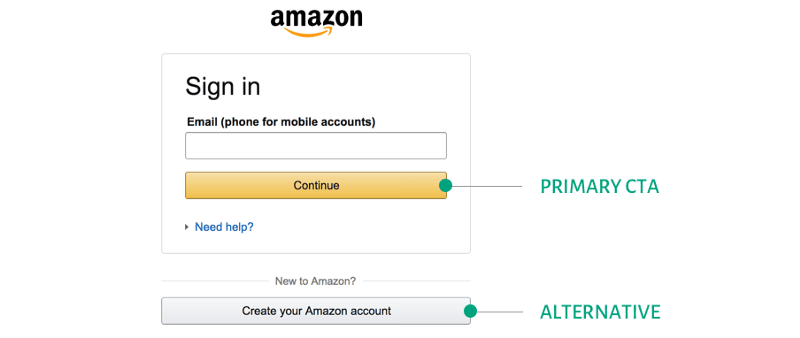 amazon
Sign in
Email (phone for mobile accounts)
Continue
PRIMARY CTA
Need help?
New to Amazon?
Create your Amazon account
ALTERNATIVE